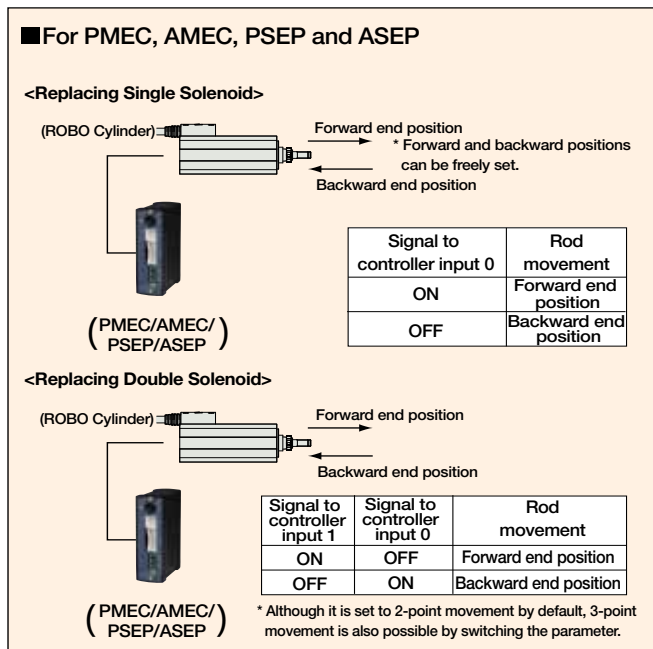 ■For PMEC, AMEC, PSEP and ASEP
<Replacing Single Solenoid>
(ROBO Cylinder)
Forward end position
* Forward and backward positions
can be freely set.
Backward end position
(PMEC/AMEC/
PSEP/ASEP)
Signal to
controller input 0
Rod
movement
ON
Forward end
position
OFF
Backward end
position
<Replacing Double Solenoid>
(ROBO Cylinder)
Forward end position
Backward end position
(PMEC/AMEC/
PSEP/ASEP)
Signal to
controller
input 1
Signal to
controller
input 0
Rod
movement
ON
OFF
Forward end position
OFF
ON
Backward end position
* Although it is set to 2-point movement by default, 3-point
movement is also possible by switching the parameter.